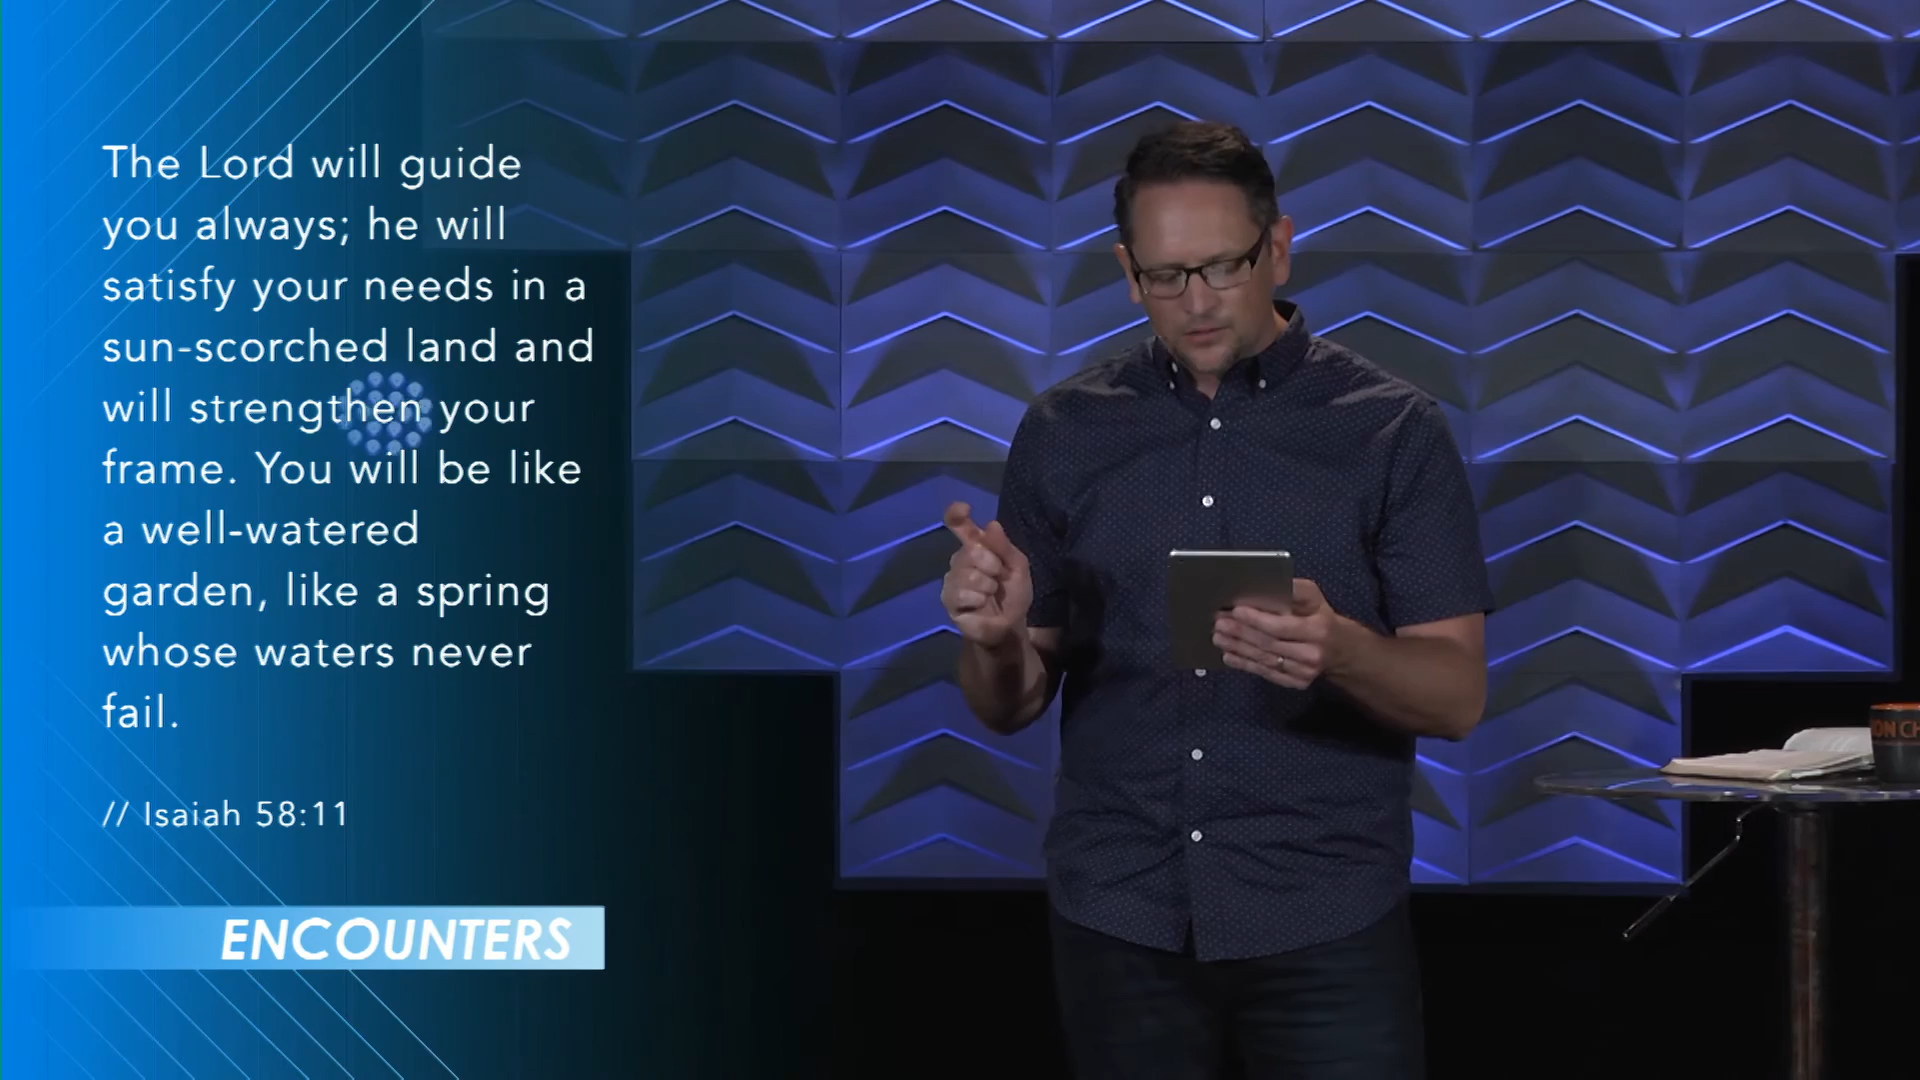 The Lord will guide
you always; he will
satisfy your needs in a
sun-scorched land and
will strengthen your
frame. You will be like
a well-watered
garden, like a spring
whose waters never
fail.
// Isaiah 58:11
ENCOUNTERS